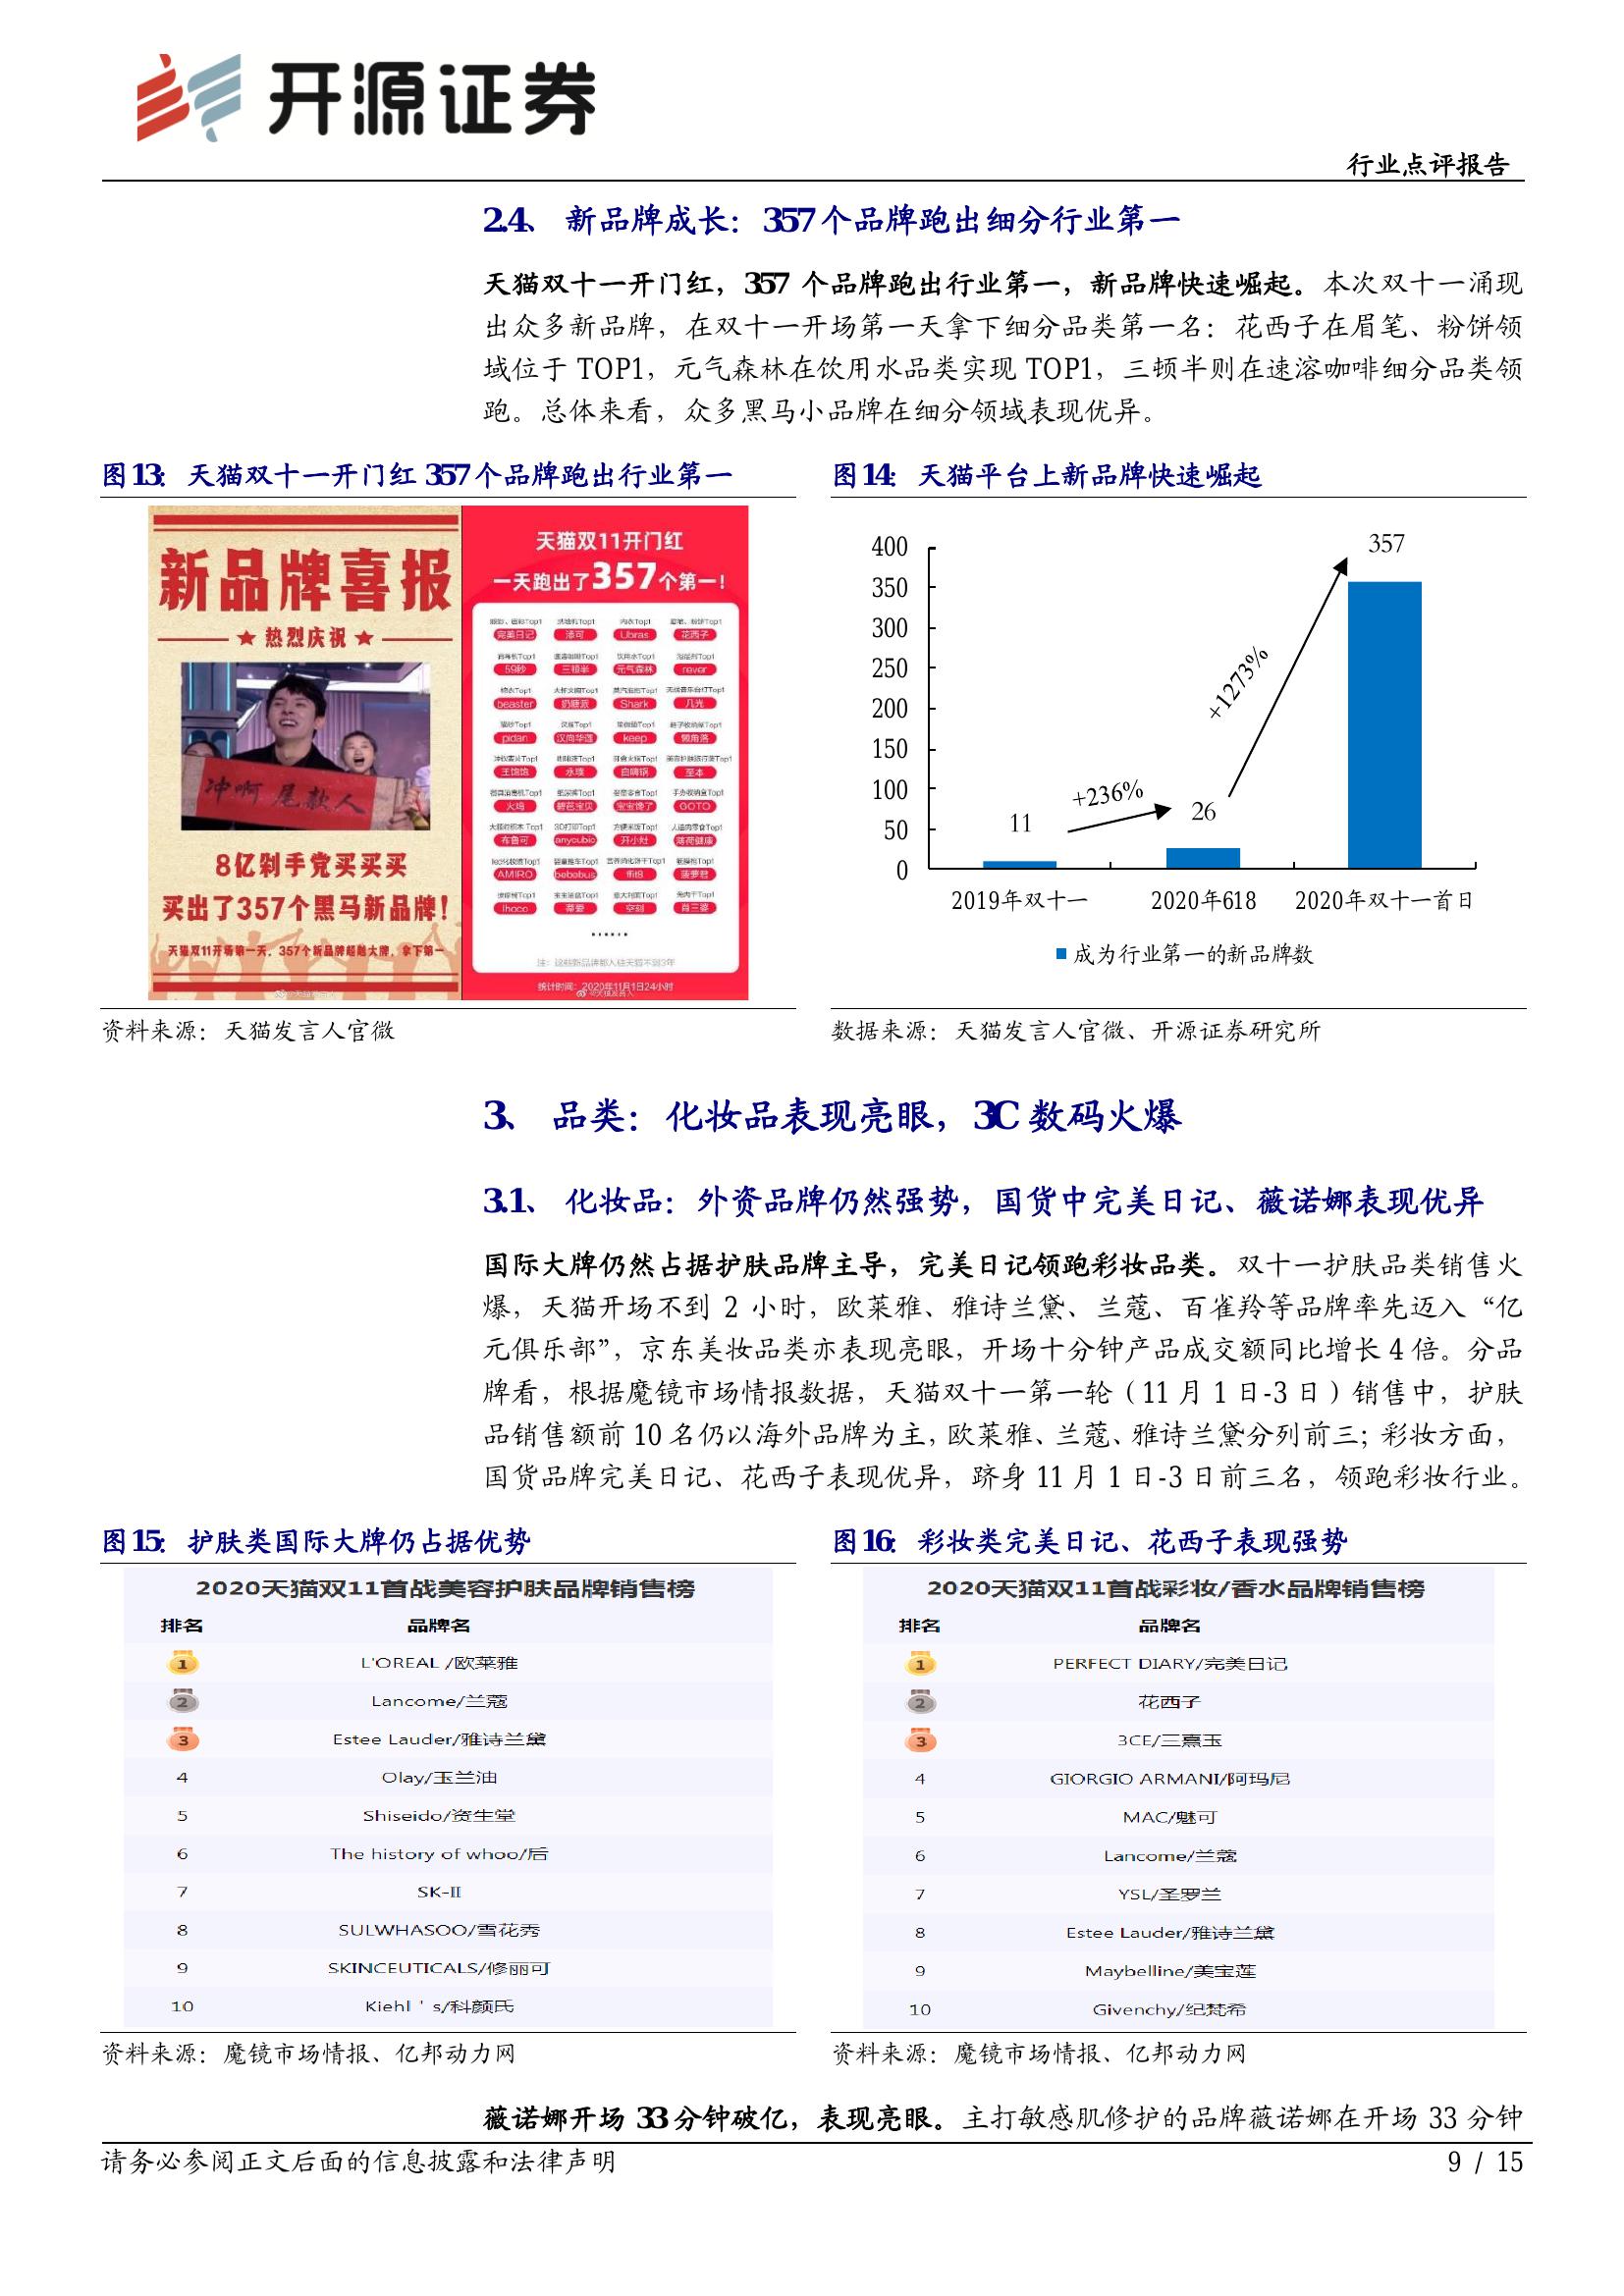 开源证券
行业点评报告
2.4、 新品牌成长：357个品牌跑出细分行业第一
天猫双十一开门红，357 个品牌跑出行业第一，新品牌快速崛起。本次双十一涌现
出众多新品牌，在双十一开场第一天拿下细分品类第一名：花西子在眉笔、粉饼领
域位于 TOP1，元气森林在饮用水品类实现 TOP1，三顿半则在速溶咖啡细分品类领
跑。总体来看，众多黑马小品牌在细分领域表现优异。
图13： 天猫双十一开门红 357个品牌跑出行业第一
新品牌喜报
热烈庆祝
冲啊 尾款人
8亿剁手党买买买
买出了357个黑马新品牌！
天猫双11开场第一天，357个新品牌超越大牌，拿下第一
天猫双11开门红
一天跑出了357个第一！
完美日记 添可 Ubras 花西子
59秒 三顿半 元气森林 rever
beaster 奶糖派 Shark 几光
pidan 汉尚华莲 keep 懒角落
王饱饱 永璞 自嗨锅 至本
火鸡 碧芭宝贝 宝宝馋了 GOTO
布鲁可 anycubic 开小灶 薄荷健康
AMIRO bebebus 菠萝君
lhoco 蒂爱 空刻 肖三婆
......
注：这些新品牌都入驻天猫不到3年
统计时间：2020年11月1日24小时
资料来源：天猫发言人官微
图14： 天猫平台上新品牌快速崛起
400
350
300
250
200
150
100
50
0
11
+236%
26
+1273%
357
2019年双十一 2020年618 2020年双十一首日
成为行业第一的新品牌数
数据来源：天猫发言人官微、开源证券研究所
3、 品类：化妆品表现亮眼，3C 数码火爆
3.1、 化妆品：外资品牌仍然强势，国货中完美日记、薇诺娜表现优异
国际大牌仍然占据护肤品牌主导，完美日记领跑彩妆品类。双十一护肤品类销售火
爆，天猫开场不到 2 小时，欧莱雅、雅诗兰黛、兰蔻、百雀羚等品牌率先迈入“亿
元俱乐部”，京东美妆品类亦表现亮眼，开场十分钟产品成交额同比增长 4 倍。分品
牌看，根据魔镜市场情报数据，天猫双十一第一轮（11 月 1 日-3 日）销售中，护肤
品销售额前 10 名仍以海外品牌为主，欧莱雅、兰蔻、雅诗兰黛分列前三；彩妆方面，
国货品牌完美日记、花西子表现优异，跻身 11 月 1 日-3 日前三名，领跑彩妆行业。
图15： 护肤类国际大牌仍占据优势
2020天猫双11首战美容护肤品牌销售榜
排名 品牌名
1 L'OREAL /欧莱雅
2 Lancome/兰蔻
3 Estee Lauder/雅诗兰黛
4 Olay/玉兰油
5 Shiseido/资生堂
6 The history of whoo/后
7 SK-II
8 SULWHASOO/雪花秀
9 SKINCEUTICALS/修丽可
10 Kiehl ' s/科颜氏
资料来源：魔镜市场情报、亿邦动力网
图16： 彩妆类完美日记、花西子表现强势
2020天猫双11首战彩妆/香水品牌销售榜
排名 品牌名
1 PERFECT DIARY/完美日记
2 花西子
3 3CE/三熹玉
4 GIORGIO ARMANI/阿玛尼
5 MAC/魅可
6 Lancome/兰蔻
7 YSL/圣罗兰
8 Estee Lauder/雅诗兰黛
9 Maybelline/美宝莲
10 Givenchy/纪梵希
资料来源：魔镜市场情报、亿邦动力网
薇诺娜开场 33 分钟破亿，表现亮眼。主打敏感肌修护的品牌薇诺娜在开场 33 分钟
请务必参阅正文后面的信息披露和法律声明
9 / 15